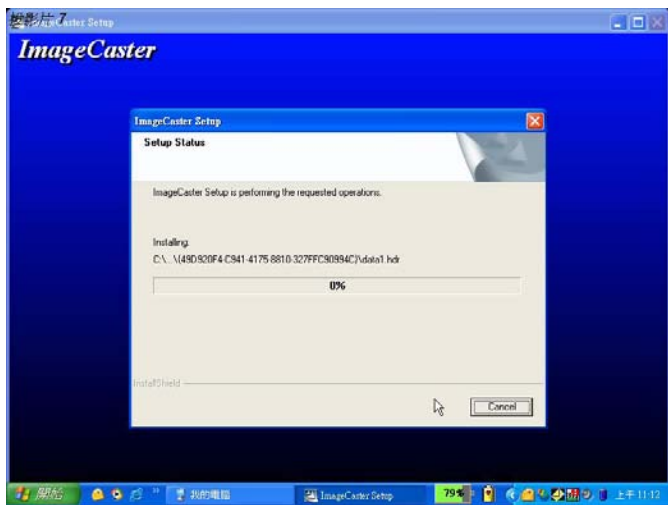 投影片 7
ImageCaster Setup
ImageCaster
ImageCaster Setup
Setup Status
ImageCaster Setup is performing the requested operations.
Installing:
C:\...\{49D920F4-C941-4175-8810-327FFC90994C}\data1.hdr
0%
InstallShield
Cancel
開始
我的電腦
ImageCaster Setup
79%
上午 11:12